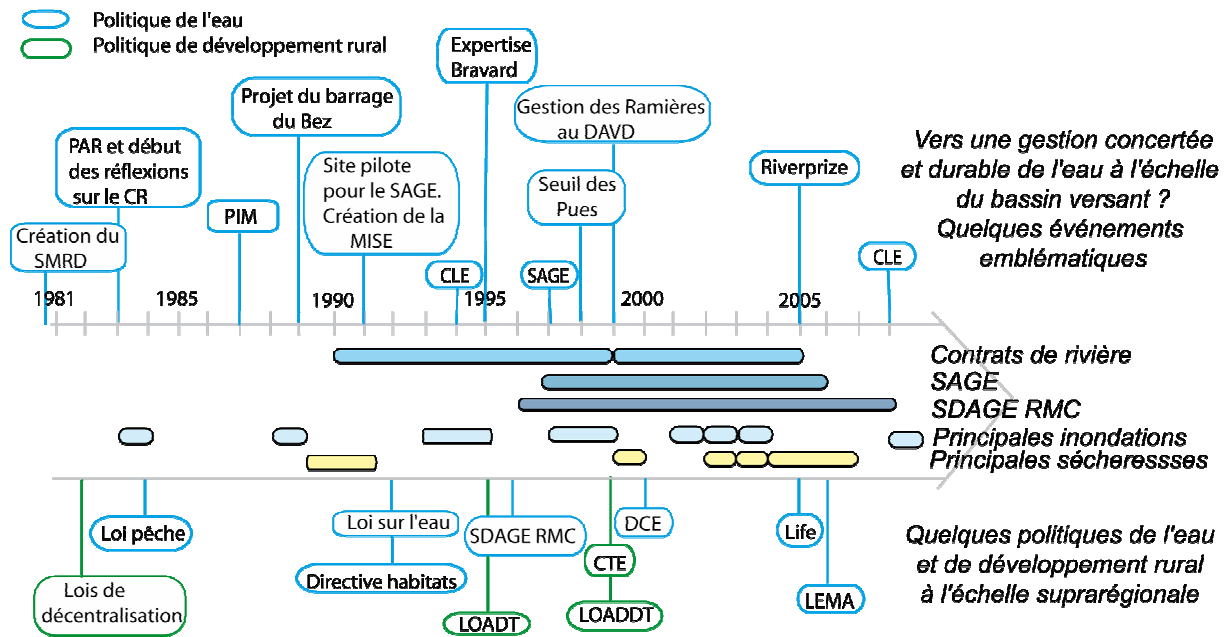 Politique de l'eau
Politique de développement rural
Expertise
Bravard
Projet du barrage
du Bez
Gestion des Ramières
au DAVD
PAR et début
des réflexions
sur le CR
Site pilote
pour le SAGE.
Création de la
MISE
Seuil des
Pues
Riverprize
PIM
Création du
SMRD
CLE
SAGE
CLE
Vers une gestion concertée
et durable de l'eau à l'échelle
du bassin versant ?
Quelques événements
emblématiques
1981 1985 1990 1995 2000 2005
Contrats de rivière
SAGE
SDAGE RMC
Principales inondations
Principales sécheressses
Loi pêche
Loi sur l'eau
SDAGE RMC
DCE
Life
Directive habitats
CTE
Lois de
décentralisation
LOADT
LOADDT
LEMA
Quelques politiques de l'eau
et de développement rural
à l'échelle suprarégionale